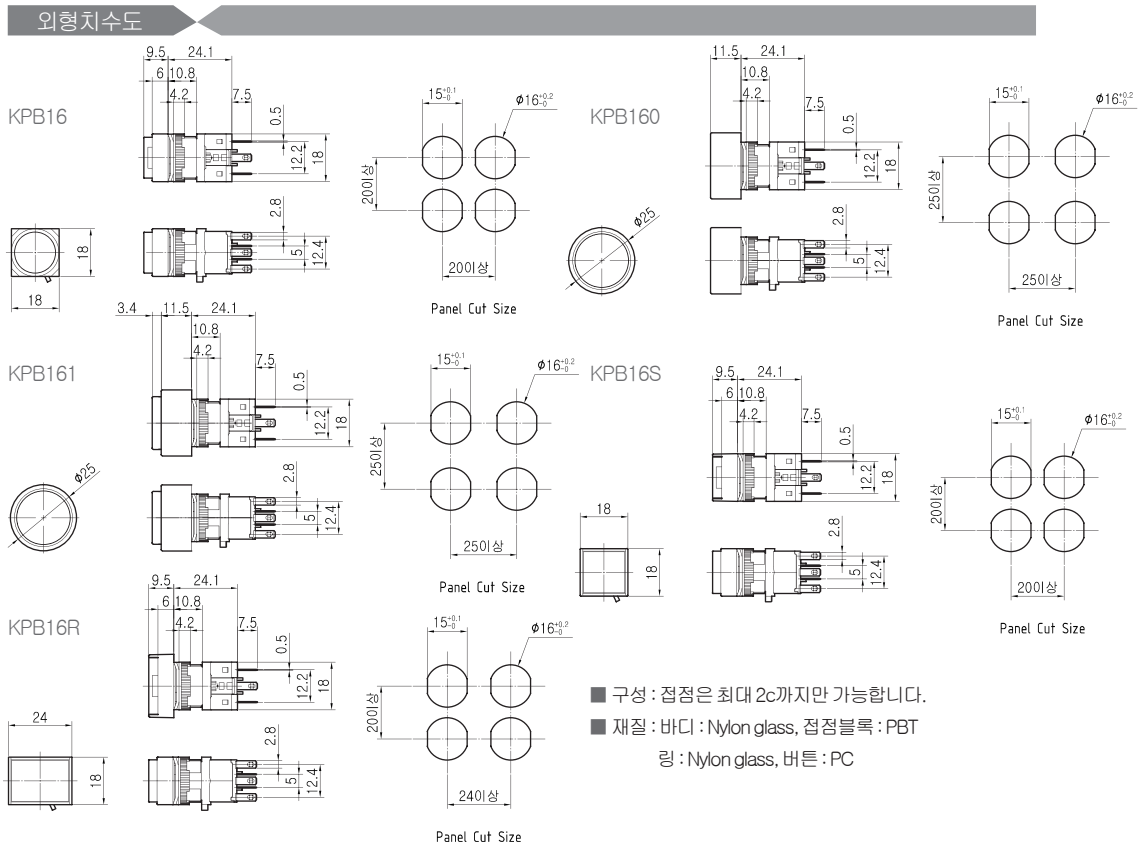 외형치수도
KPB16
9.5 24.1
6 10.8
4.2 7.5
0.5
12.2
18
2.8
5
12.4
18
18
15+0.1-0
Φ16+0.2-0
20이상
20이상
Panel Cut Size
KPB160
11.5 24.1
10.8
4.2 7.5
0.5
12.2
18
Φ25
2.8
5
12.4
15+0.1-0
Φ16+0.2-0
25이상
25이상
Panel Cut Size
KPB161
3.4 11.5 24.1
10.8
4.2 7.5
0.5
12.2
18
Φ25
2.8
5
12.4
15+0.1-0
Φ16+0.2-0
25이상
25이상
Panel Cut Size
KPB16S
9.5 24.1
6 10.8
4.2 7.5
0.5
12.2
18
18
18
2.8
5
12.4
15+0.1-0
Φ16+0.2-0
20이상
20이상
Panel Cut Size
KPB16R
9.5 24.1
6 10.8
4.2 7.5
0.5
12.2
18
24
18
2.8
5
12.4
15+0.1-0
Φ16+0.2-0
20이상
24이상
Panel Cut Size
■ 구성 : 접점은 최대 2c까지만 가능합니다.
■ 재질 : 바디 : Nylon glass, 접점블록 : PBT
링 : Nylon glass, 버튼 : PC